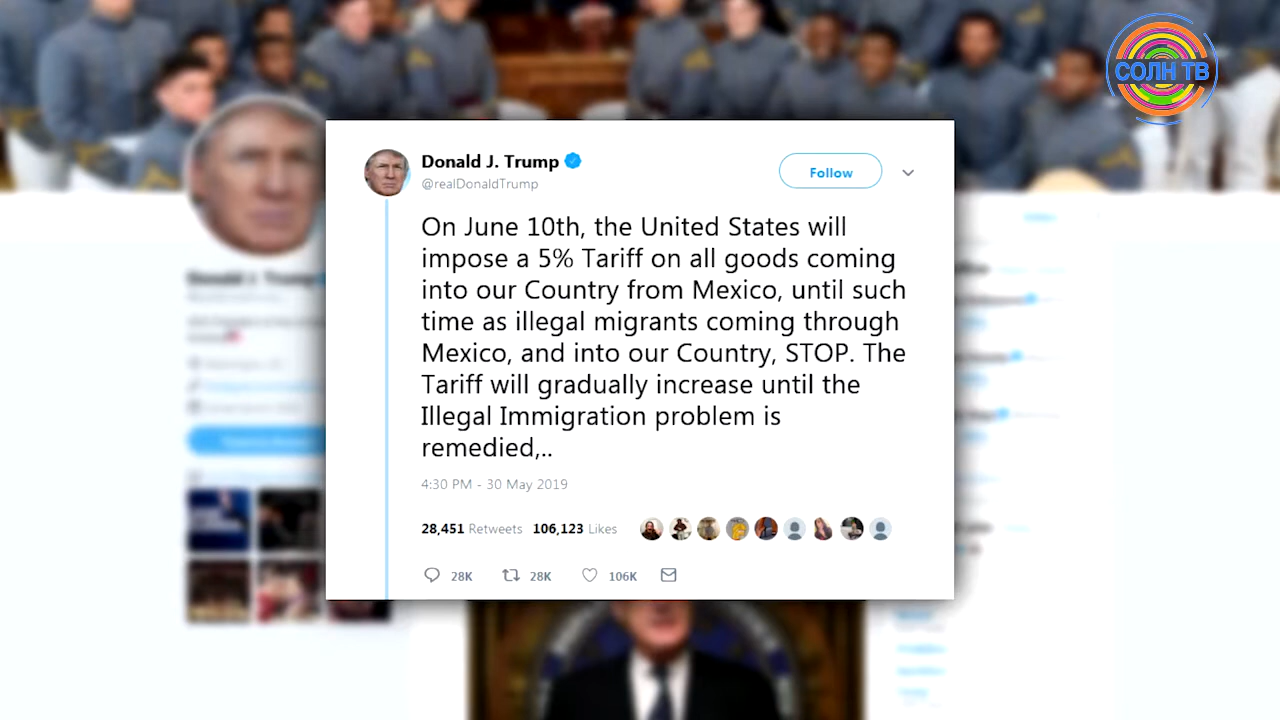 СОЛН ТВ
Donald J. Trump
@realDonaldTrump
Follow
On June 10th, the United States will
impose a 5% Tariff on all goods coming
into our Country from Mexico, until such
time as illegal migrants coming through
Mexico, and into our Country, STOP. The
Tariff will gradually increase until the
Illegal Immigration problem is
remedied,..
4:30 PM - 30 May 2019
28,451 Retweets 106,123 Likes
28K 28K 106K
Donald J. Trump